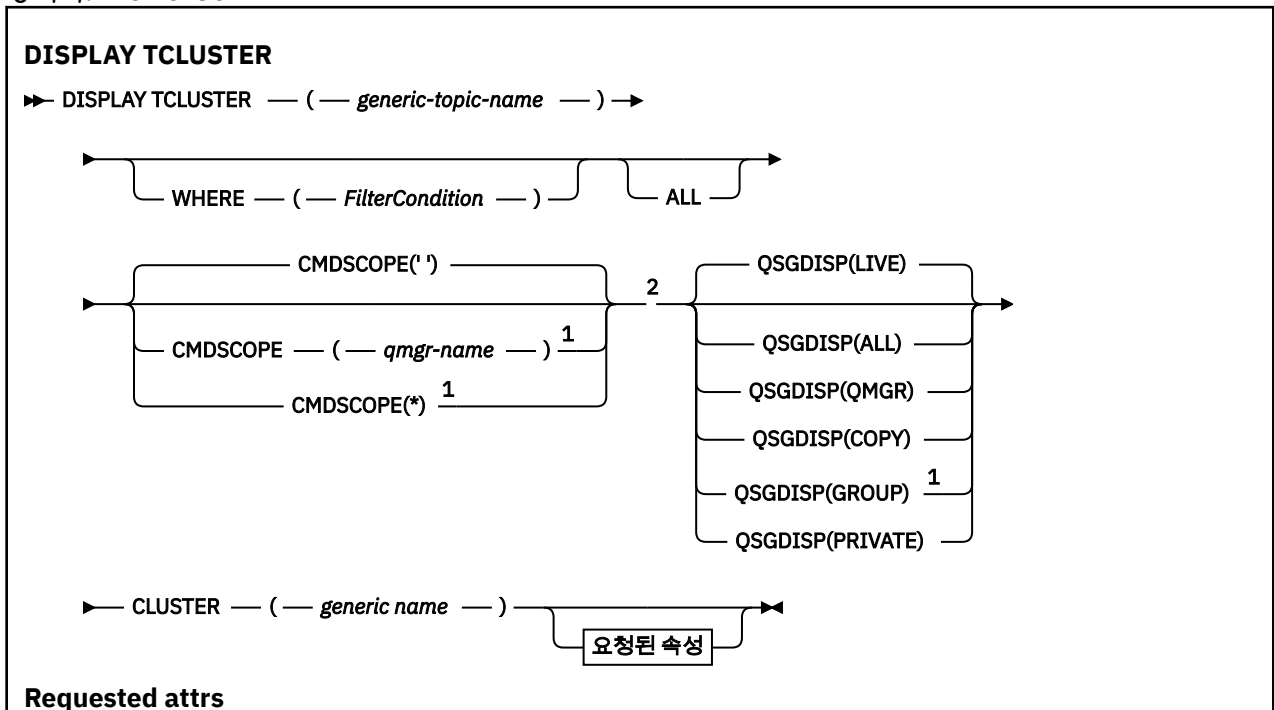 DISPLAY TCLUSTER
DISPLAY TCLUSTER ( generic-topic-name )
WHERE ( FilterCondition ) ALL
CMDSCOPE(' ')
CMDSCOPE ( qmgr-name ) 1
CMDSCOPE(*) 1
2
QSGDISP(LIVE)
QSGDISP(ALL)
QSGDISP(QMGR)
QSGDISP(COPY)
QSGDISP(GROUP) 1
QSGDISP(PRIVATE)
CLUSTER ( generic name )
요청된 속성
Requested attrs